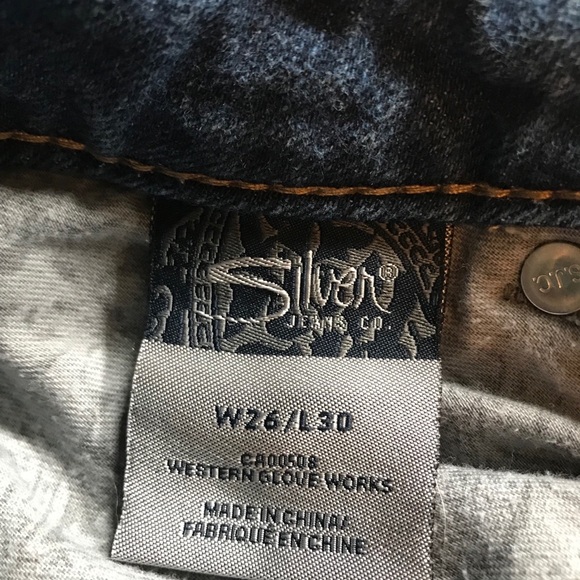 Silver®
JEANS CO.
S.J.C.
W26/L30
CA00508
WESTERN GLOVE WORKS
MADE IN CHINA/
FABRIQUE EN CHINE